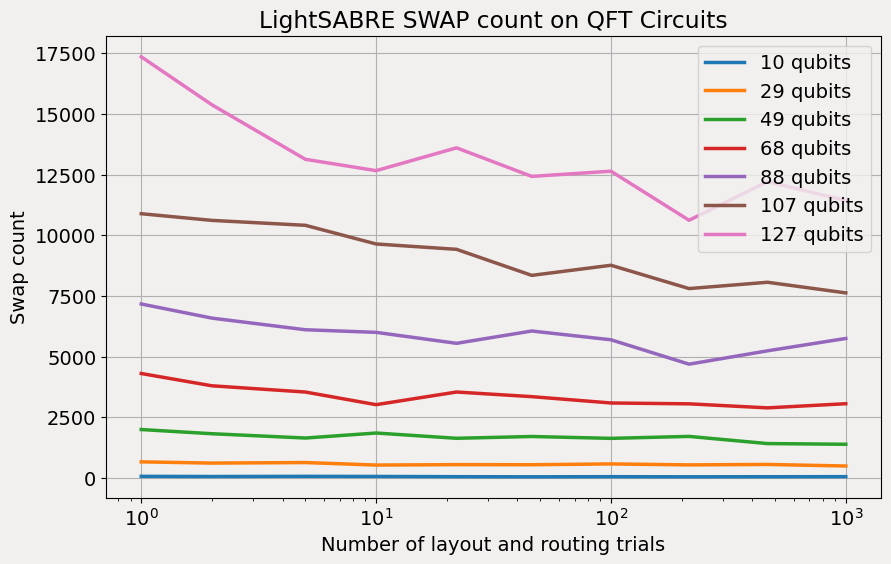 LightSABRE SWAP count on QFT Circuits
17500
15000
12500
10000
7500
5000
2500
0
Swap count
10 qubits
29 qubits
49 qubits
68 qubits
88 qubits
107 qubits
127 qubits
10⁰ 10¹ 10² 10³
Number of layout and routing trials